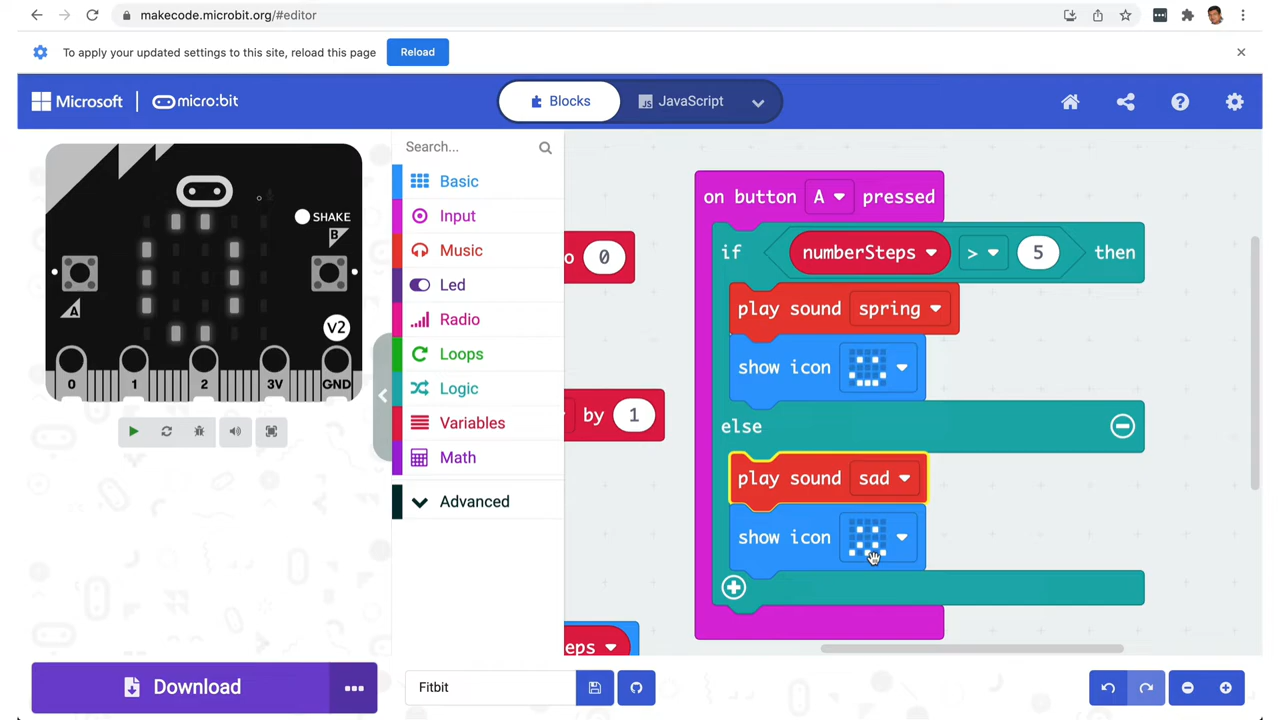 makecode.microbit.org/#editor
To apply your updated settings to this site, reload this page Reload
Microsoft micro:bit Blocks JS JavaScript
Search...
Basic
Input
Music
Led
Radio
Loops
Logic
Variables
Math
Advanced
SHAKE
B
A
V2
0 1 2 3V GND
o 0
by 1
eps
on button A pressed
if numberSteps > 5 then
play sound spring
show icon
else
play sound sad
show icon
Download ...
Fitbit